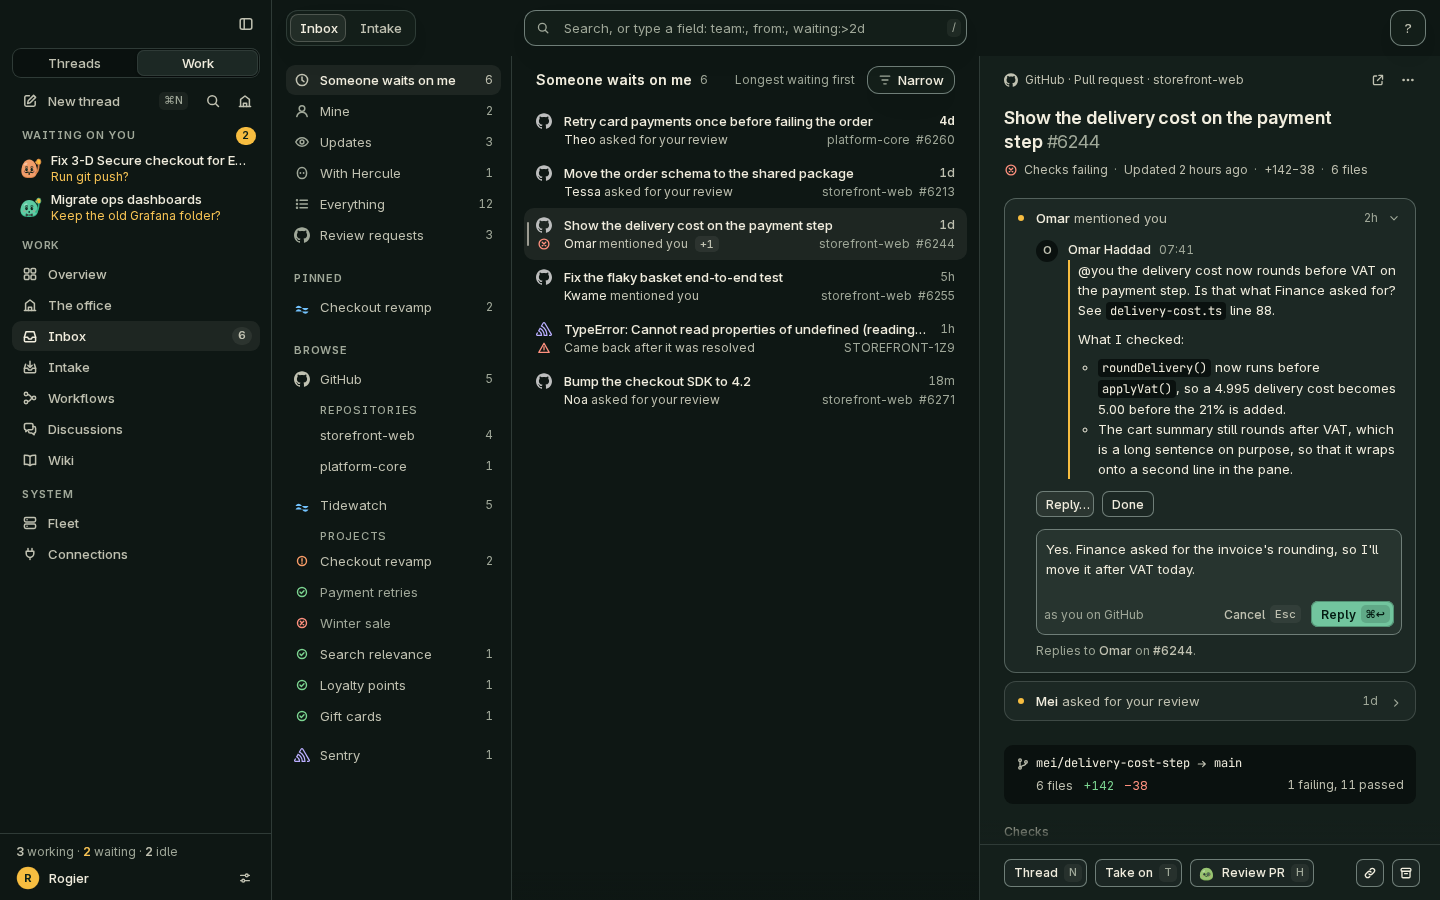 Threads
Work
New thread ⌘N
WAITING ON YOU 2
Fix 3-D Secure checkout for E…
Run git push?
Migrate ops dashboards
Keep the old Grafana folder?
WORK
Overview
The office
Inbox 6
Intake
Workflows
Discussions
Wiki
SYSTEM
Fleet
Connections
3 working · 2 waiting · 2 idle
R Rogier
Inbox Intake
Someone waits on me 6
Mine 2
Updates 3
With Hercule 1
Everything 12
Review requests 3
PINNED
Checkout revamp 2
BROWSE
GitHub 5
REPOSITORIES
storefront-web 4
platform-core 1
Tidewatch 5
PROJECTS
Checkout revamp 2
Payment retries
Winter sale
Search relevance 1
Loyalty points 1
Gift cards 1
Sentry 1
Search, or type a field: team:, from:, waiting:>2d /
?
Someone waits on me 6 Longest waiting first Narrow
Retry card payments once before failing the order 4d
Theo asked for your review platform-core #6260
Move the order schema to the shared package 1d
Tessa asked for your review storefront-web #6213
Show the delivery cost on the payment step 1d
Omar mentioned you +1 storefront-web #6244
Fix the flaky basket end-to-end test 5h
Kwame mentioned you storefront-web #6255
TypeError: Cannot read properties of undefined (reading… 1h
Came back after it was resolved STOREFRONT-1Z9
Bump the checkout SDK to 4.2 18m
Noa asked for your review storefront-web #6271
GitHub · Pull request · storefront-web
Show the delivery cost on the payment
step #6244
Checks failing · Updated 2 hours ago · +142−38 · 6 files
Omar mentioned you 2h
O Omar Haddad 07:41
@you the delivery cost now rounds before VAT on
the payment step. Is that what Finance asked for?
See delivery-cost.ts line 88.
What I checked:
roundDelivery() now runs before
applyVat(), so a 4.995 delivery cost becomes
5.00 before the 21% is added.
The cart summary still rounds after VAT, which
is a long sentence on purpose, so that it wraps
onto a second line in the pane.
Reply… Done
Yes. Finance asked for the invoice's rounding, so I'll
move it after VAT today.
as you on GitHub Cancel Esc Reply ⌘↩
Replies to Omar on #6244.
Mei asked for your review 1d
mei/delivery-cost-step → main
6 files +142 −38 1 failing, 11 passed
Checks
Thread N Take on T Review PR H